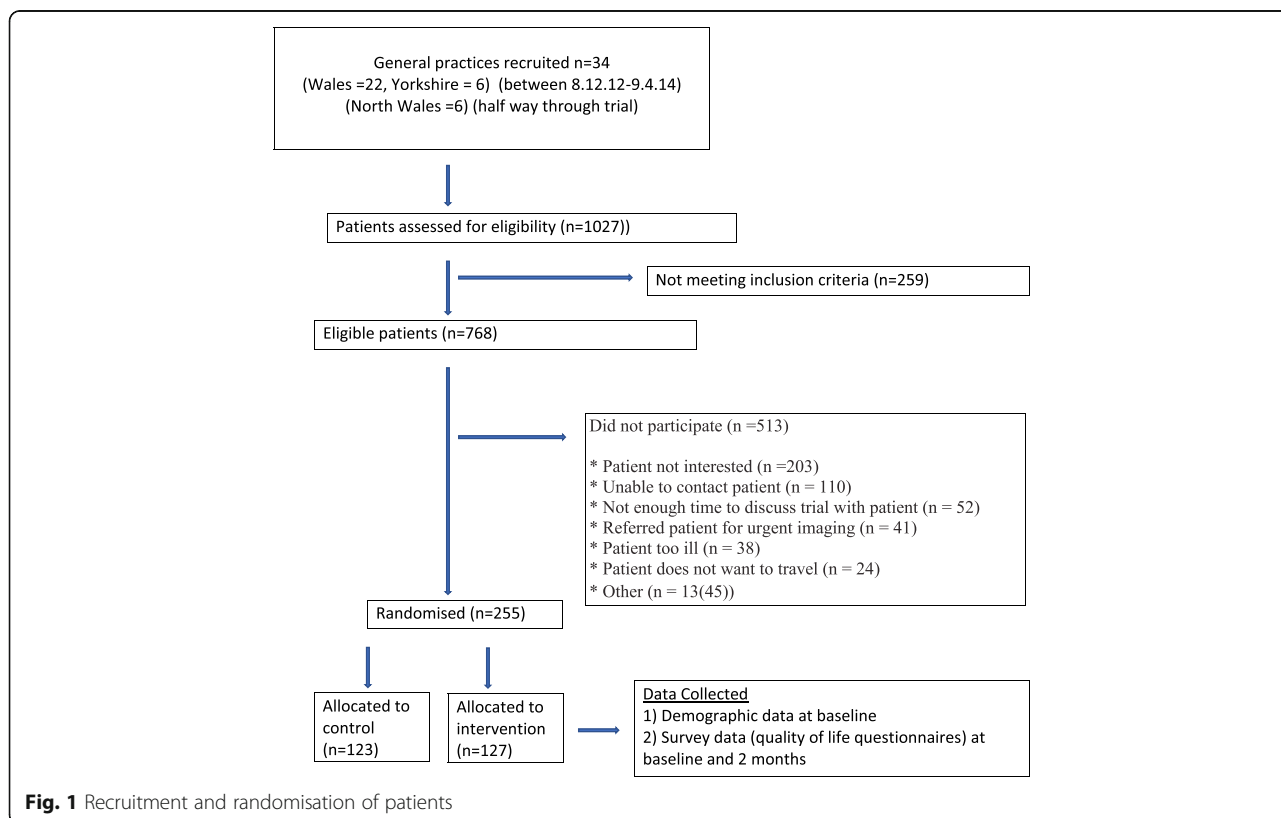 General practices recruited n=34
(Wales =22, Yorkshire = 6) (between 8.12.12-9.4.14)
(North Wales =6) (half way through trial)
Patients assessed for eligibility (n=1027))
Not meeting inclusion criteria (n=259)
Eligible patients (n=768)
Did not participate (n =513)
* Patient not interested (n =203)
* Unable to contact patient (n = 110)
* Not enough time to discuss trial with patient (n = 52)
* Referred patient for urgent imaging (n = 41)
* Patient too ill (n = 38)
* Patient does not want to travel (n = 24)
* Other (n = 13(45))
Randomised (n=255)
Allocated to
control
(n=123)
Allocated to
intervention
(n=127)
Data Collected
1) Demographic data at baseline
2) Survey data (quality of life questionnaires) at
baseline and 2 months
Fig. 1 Recruitment and randomisation of patients